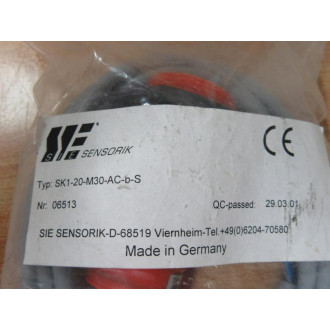 SIE
SENSORIK
CE
Typ: SK1-20-M30-AC-b-S
Nr: 06513 QC-passed: 29.03.01
SIE SENSORIK-D-68519 Viernheim-Tel.+49(0)6204-70580
Made in Germany